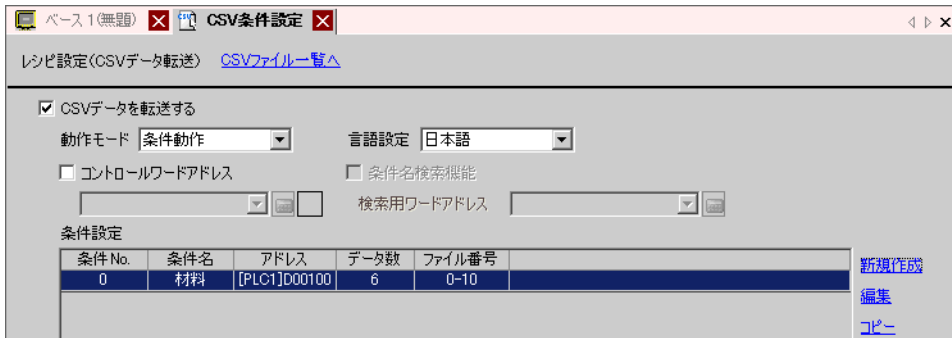 ベース1(無題) CSV条件設定
レシピ設定(CSVデータ転送) CSVファイル一覧へ
CSVデータを転送する
動作モード 条件動作 言語設定 日本語
コントロールワードアドレス 条件名検索機能
検索用ワードアドレス
条件設定
条件No. 条件名 アドレス データ数 ファイル番号
0 材料 [PLC1]D00100 6 0-10
新規作成
編集
コピー